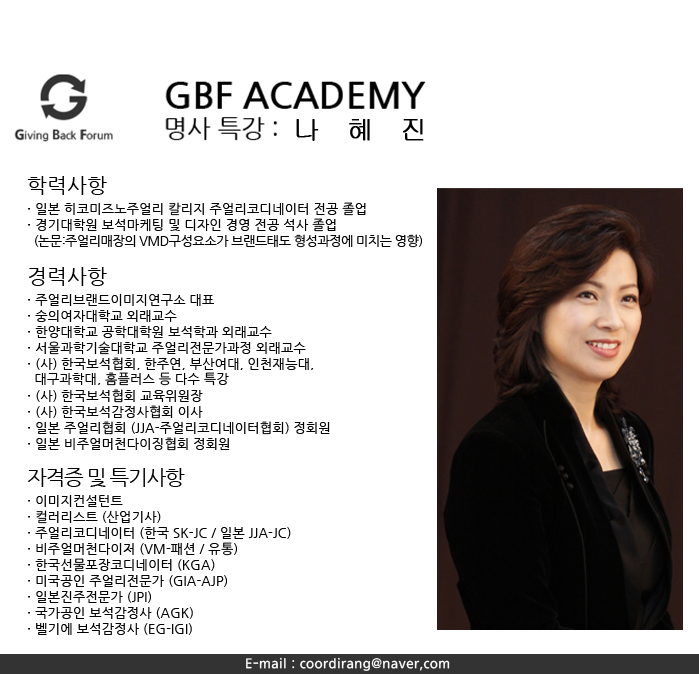 Giving Back Forum
GBF ACADEMY
명사 특강 : 나 혜 진
학력사항
· 일본 히코미즈노주얼리 칼리지 주얼리코디네이터 전공 졸업
· 경기대학원 보석마케팅 및 디자인 경영 전공 석사 졸업
(논문:주얼리매장의 VMD구성요소가 브랜드태도 형성과정에 미치는 영향)
경력사항
· 주얼리브랜드이미지연구소 대표
· 숭의여자대학교 외래교수
· 한양대학교 공학대학원 보석학과 외래교수
· 서울과학기술대학교 주얼리전문가과정 외래교수
· (사) 한국보석협회, 한주연, 부산여대, 인천재능대,
대구과학대, 홈플러스 등 다수 특강
· (사) 한국보석협회 교육위원장
· (사) 한국보석감정사협회 이사
· 일본 주얼리협회 (JJA-주얼리코디네이터협회) 정회원
· 일본 비주얼머천다이징협회 정회원
자격증 및 특기사항
· 이미지컨설턴트
· 컬러리스트 (산업기사)
· 주얼리코디네이터 (한국 SK-JC / 일본 JJA-JC)
· 비주얼머천다이저 (VM-패션 / 유통)
· 한국선물포장코디네이터 (KGA)
· 미국공인 주얼리전문가 (GIA-AJP)
· 일본진주전문가 (JPI)
· 국가공인 보석감정사 (AGK)
· 벨기에 보석감정사 (EG-IGI)
E-mail : coordirang@naver,com